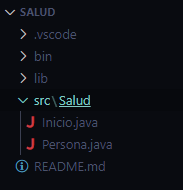 SALUD
.vscode
bin
lib
src\Salud
Inicio.java
Persona.java
README.md